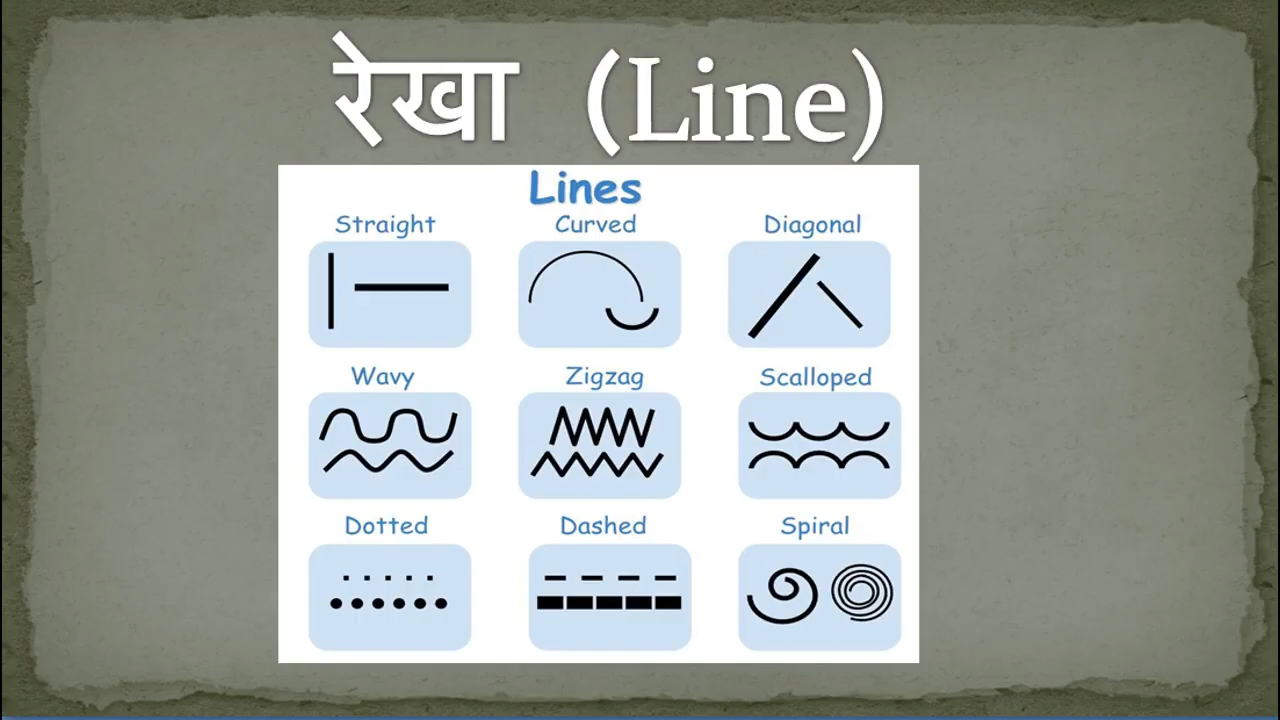 रेखा (Line)
Lines
Straight Curved Diagonal
Wavy Zigzag Scalloped
Dotted Dashed Spiral